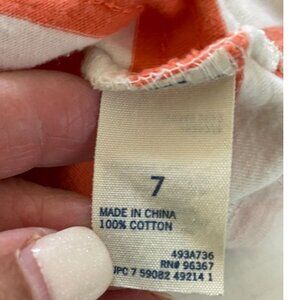 7
MADE IN CHINA
100% COTTON
493A736
RN# 96367
UPC 7 59082 49214 1